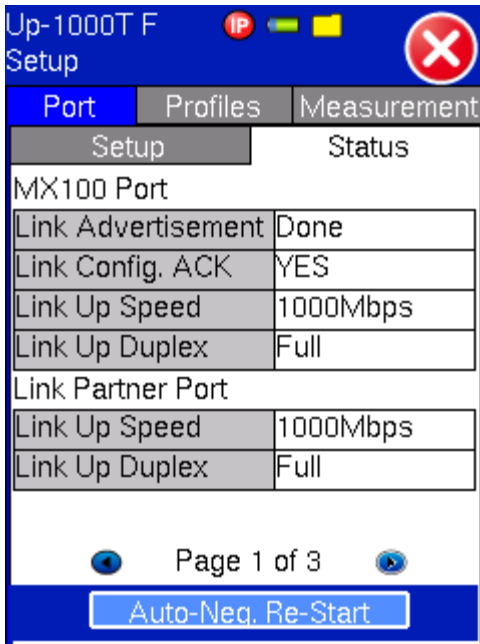 Up-1000T F IP
Setup
Port Profiles Measurement
Setup Status
MX100 Port
Link Advertisement Done
Link Config. ACK YES
Link Up Speed 1000Mbps
Link Up Duplex Full
Link Partner Port
Link Up Speed 1000Mbps
Link Up Duplex Full
Page 1 of 3
Auto-Neg. Re-Start